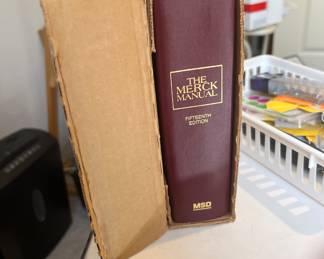 THE
MERCK
MANUAL
FIFTEENTH
EDITION
MSD